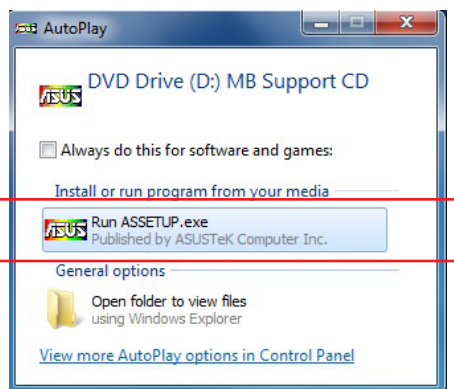 AutoPlay
DVD Drive (D:) MB Support CD
ASUS
Always do this for software and games:
Install or run program from your media
ASUS
Run ASSETUP.exe
Published by ASUSTeK Computer Inc.
General options
Open folder to view files
using Windows Explorer
View more AutoPlay options in Control Panel